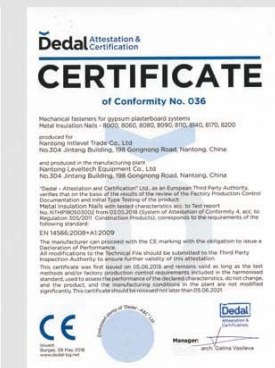 Dedal Attestation &
Certification
CERTIFICATE
of Conformity No. 036
Mechanical fasteners for gypsum plasterboard systems
Metal Insulation Nails - 8000, 8060, 8080, 8090, 8110, 8140, 8170, 8200
produced for
Nantong Intlevel Trade Co., Ltd
No.304 Jintang Building, 198 Gongnong Road, Nantong, China
and produced in the manufacturing plant
Nantong Leveltech Equipment Co., Ltd
No.304 Jintang Building, 198 Gongnong Road, Nantong, China
"Dedal – Attestation and Certification" Ltd, as an European Third Party Authority,
verifies that on the basis of the results of the review of the Factory Production Control
Documentation and Initial Type Testing of the product:
Metal Insulation Nails with tested characteristics acc. to Test report
No. from 03.05.2018 (System of Attestation of Conformity 4, acc. to
Regulation 305/2011 Construction Products), corresponds to the requirements of the
following standard:
EN 14566:2008+A1:2009
The manufacturer can proceed with the CE marking with the obligation to issue a
Declaration of Performance.
All modifications to the Technical File should be submitted to the Third Party
Inspection Authority to ensure further validity of this attestation.
This certificate was first issued on 05.06.2018 and remains valid as long as the test
methods and/or factory production control requirements included in the harmonised
standard, used to assess the performance of the declared characteristics, do not change,
and the product, and the manufacturing conditions in the plant are not modified
significantly. This certificate should be reissued not later than 05.06.2021
CE
Dedal
Attestation &
Certification
Issued:
Burgas, 09 May 2018
www.dedal-bg.net
Manager:
arch. Galina Vasileva